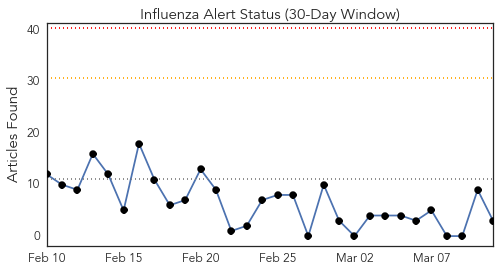 Influenza Alert Status (30-Day Window)
Articles Found
40
30
20
10
0
Feb 10
Feb 15
Feb 20
Feb 25
Mar 02
Mar 07